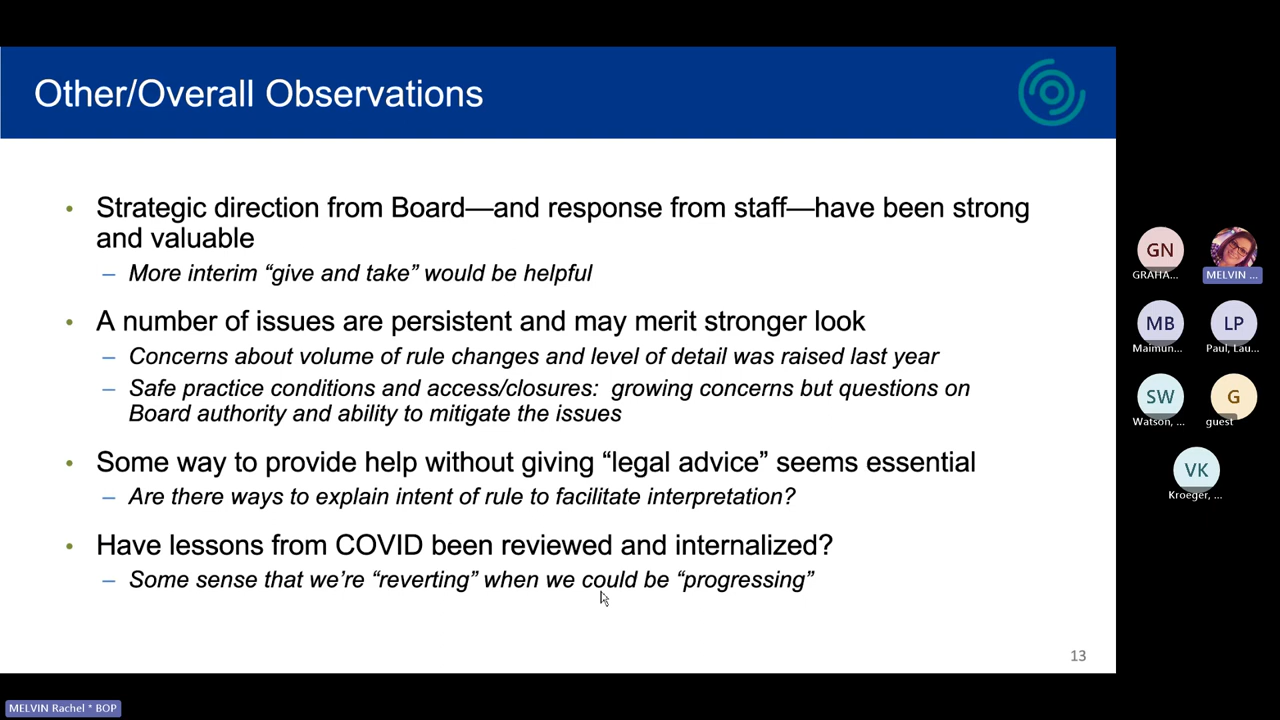 Other/Overall Observations
• Strategic direction from Board—and response from staff—have been strong
and valuable
– More interim “give and take” would be helpful
• A number of issues are persistent and may merit stronger look
– Concerns about volume of rule changes and level of detail was raised last year
– Safe practice conditions and access/closures: growing concerns but questions on
Board authority and ability to mitigate the issues
• Some way to provide help without giving “legal advice” seems essential
– Are there ways to explain intent of rule to facilitate interpretation?
• Have lessons from COVID been reviewed and internalized?
– Some sense that we’re “reverting” when we could be “progressing”
13
GN
GRAHA...
MELVIN ...
MB
Maimun...
LP
Paul, Lau...
SW
Watson, ...
G
guest
VK
Kroeger, ...
MELVIN Rachel * BOP